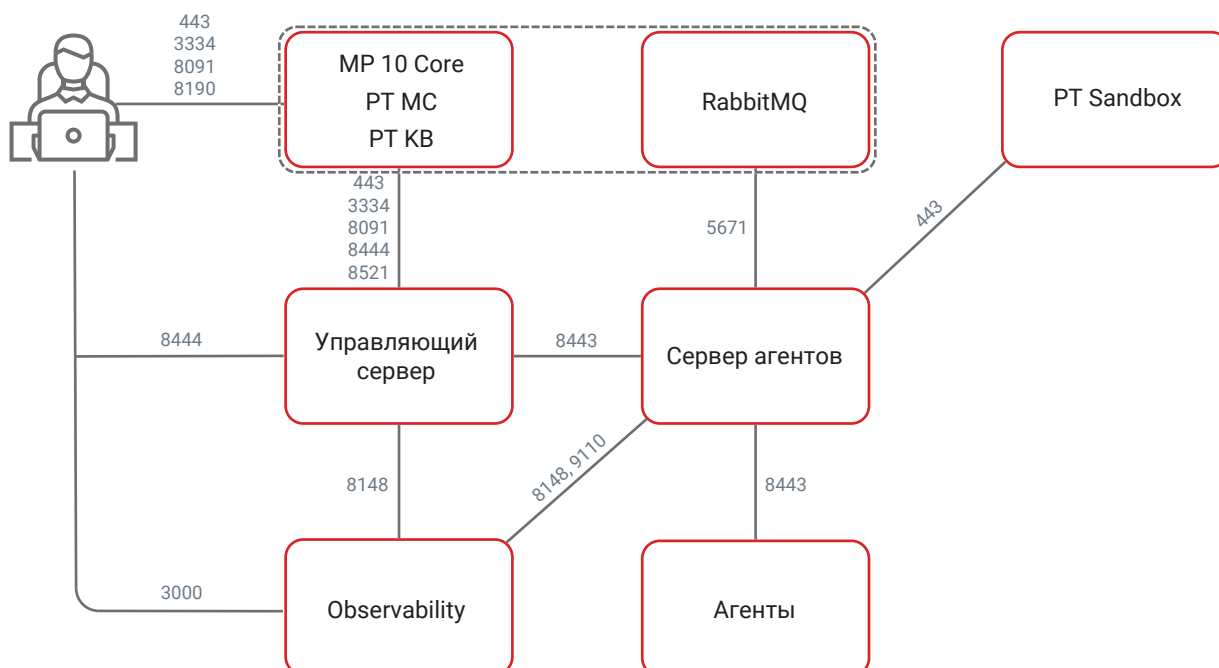 443
3334
8091
8190
MP 10 Core
PT MC
PT KB
RabbitMQ
PT Sandbox
443
3334
8091
8444
8521
5671
443
8444
Управляющий
сервер
8443
Сервер агентов
8148
8148, 9110
8443
3000
Observability
Агенты